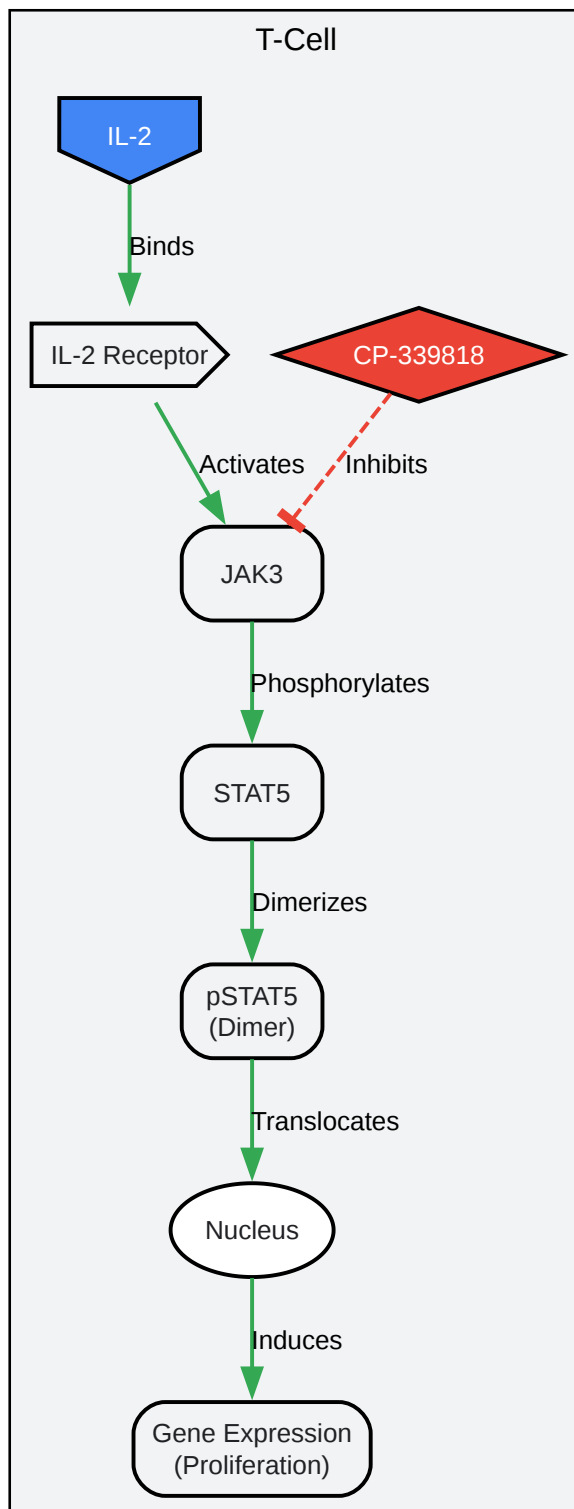 T-Cell
IL-2
Binds
IL-2 Receptor
CP-339818
Activates
Inhibits
JAK3
Phosphorylates
STAT5
Dimerizes
pSTAT5
(Dimer)
Translocates
Nucleus
Induces
Gene Expression
(Proliferation)